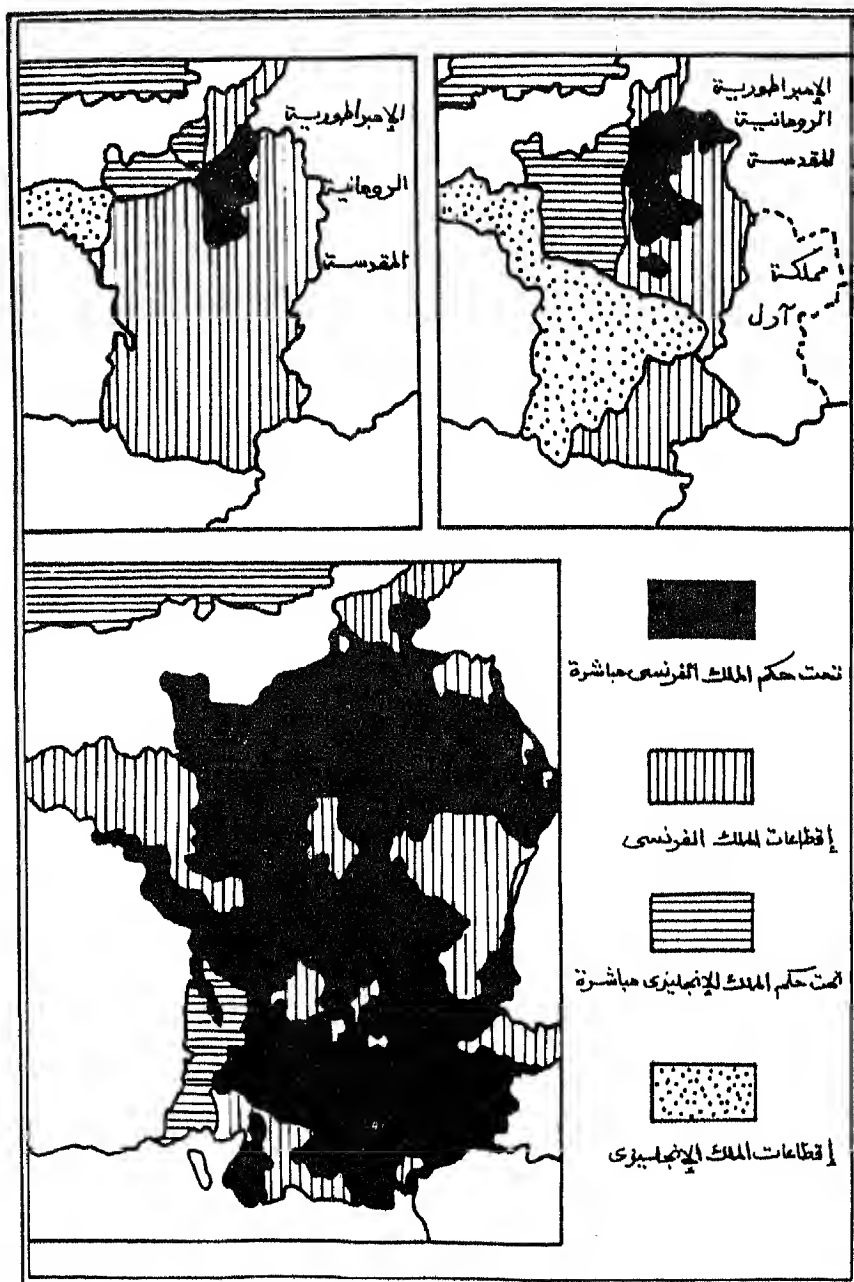 الإمبراطورية
الرومانية
المقدسة
مملكة
آرل
الإمبراطورية
الرومانية
المقدسة
تحت حكم الملك الفرنسى مباشرة
إقطاعات الملك الفرنسى
تحت حكم الملك الإنجليزى مباشرة
إقطاعات الملك الإنجليزى